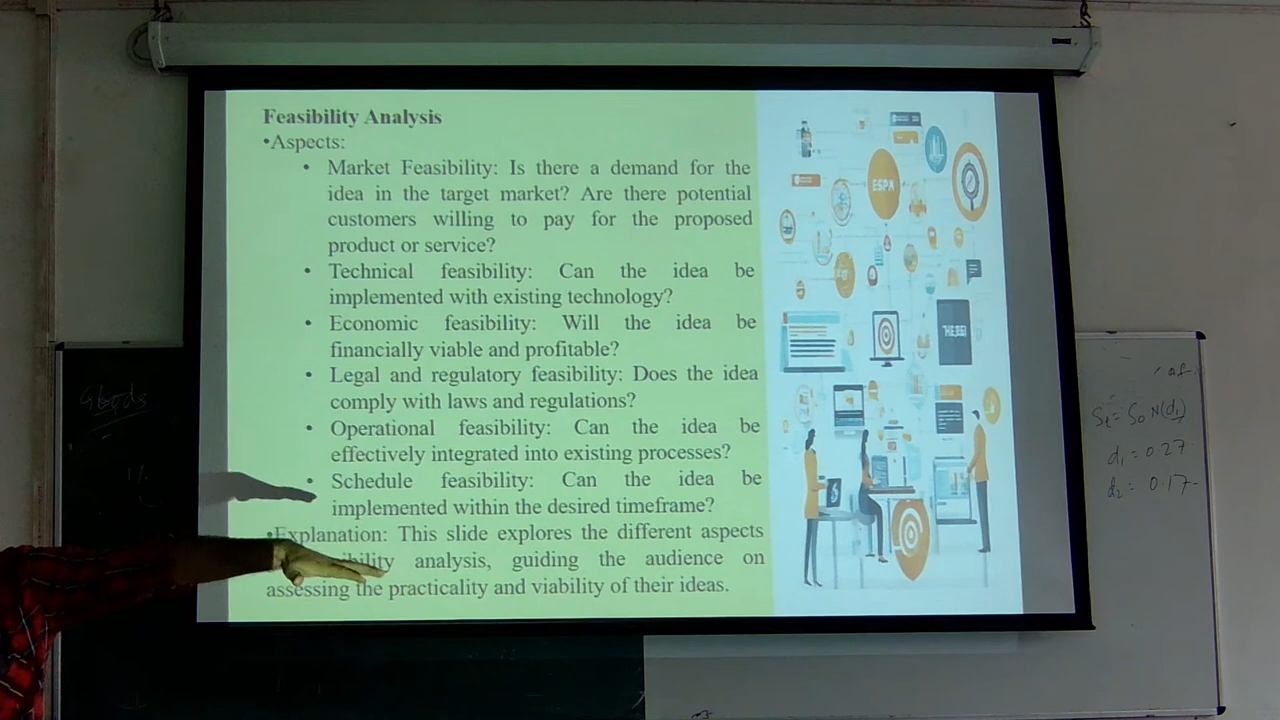 Feasibility Analysis
•Aspects:
• Market Feasibility: Is there a demand for the
idea in the target market? Are there potential
customers willing to pay for the proposed
product or service?
• Technical feasibility: Can the idea be
implemented with existing technology?
• Economic feasibility: Will the idea be
financially viable and profitable?
• Legal and regulatory feasibility: Does the idea
comply with laws and regulations?
• Operational feasibility: Can the idea be
effectively integrated into existing processes?
• Schedule feasibility: Can the idea be
implemented within the desired timeframe?
•Explanation: This slide explores the different aspects
analysis, guiding the audience on
assessing the practicality and viability of their ideas.
ESPA
d₁ = 0.27
d₂ = 0.17